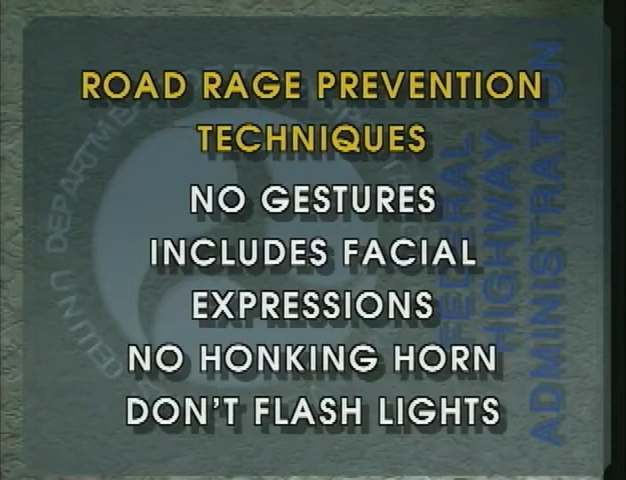 ROAD RAGE PREVENTION
TECHNIQUES
NO GESTURES
INCLUDES FACIAL
EXPRESSIONS
NO HONKING HORN
DON'T FLASH LIGHTS
FEDERAL
HIGHWAY
ADMINISTRATION